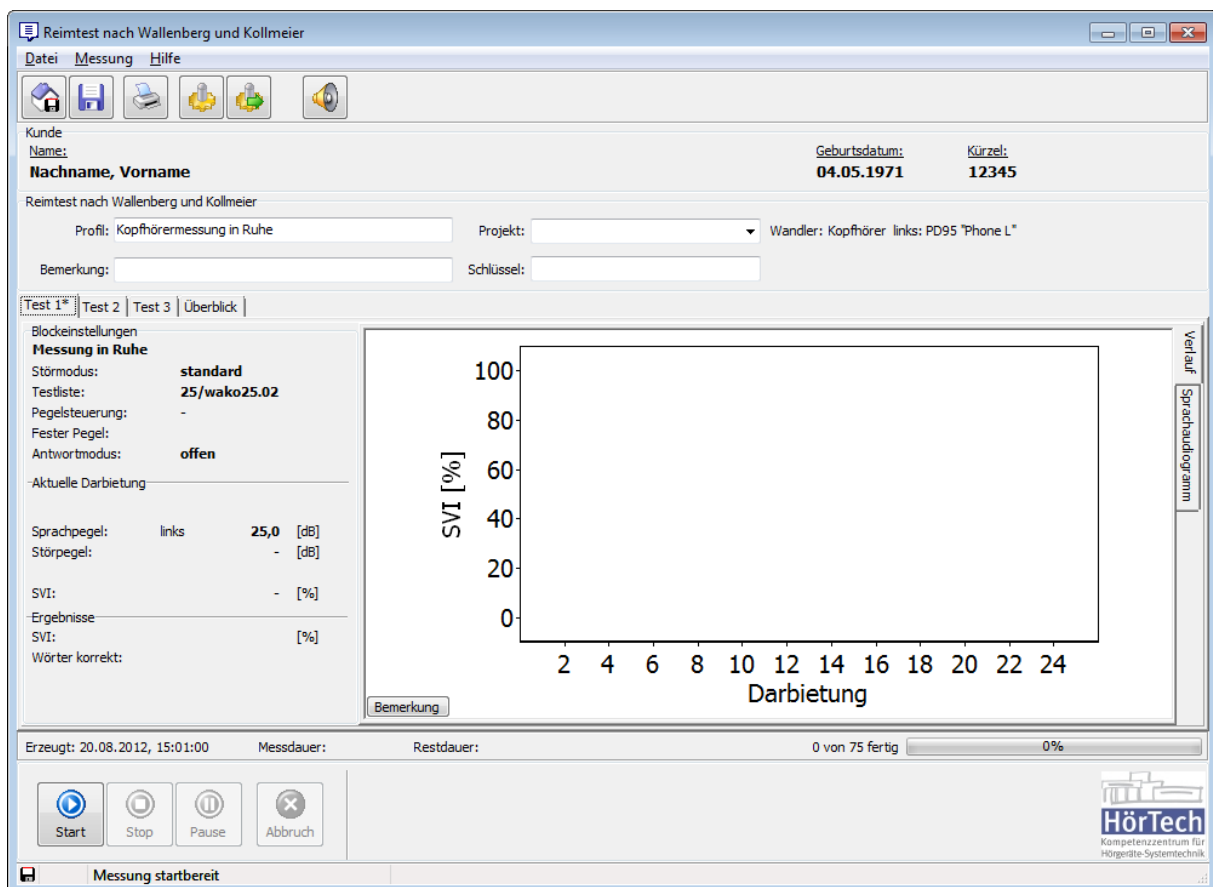 Reimtest nach Wallenberg und Kollmeier
Datei Messung Hilfe
Kunde
Name: Geburtsdatum: Kürzel:
Nachname, Vorname 04.05.1971 12345
Reimtest nach Wallenberg und Kollmeier
Profil: Kopfhörermessung in Ruhe Projekt: Wandler: Kopfhörer links: PD95 "Phone L"
Bemerkung: Schlüssel:
Test 1* Test 2 Test 3 Überblick
Blockeinstellungen
Messung in Ruhe
Störmodus: standard
Testliste: 25/wako25.02
Pegelsteuerung: -
Fester Pegel:
Antwortmodus: offen
Aktuelle Darbietung
Sprachpegel: links 25,0 [dB]
Störpegel: - [dB]
SVI: - [%]
Ergebnisse
SVI: [%]
Wörter korrekt:
SVI [%]
100
80
60
40
20
0
2 4 6 8 10 12 14 16 18 20 22 24
Darbietung
Bemerkung
Verlauf
Sprachaudiogramm
Erzeugt: 20.08.2012, 15:01:00 Messdauer: Restdauer: 0 von 75 fertig 0%
Start Stop Pause Abbruch
HörTech
Kompetenzzentrum für
Hörgeräte-Systemtechnik
Messung startbereit